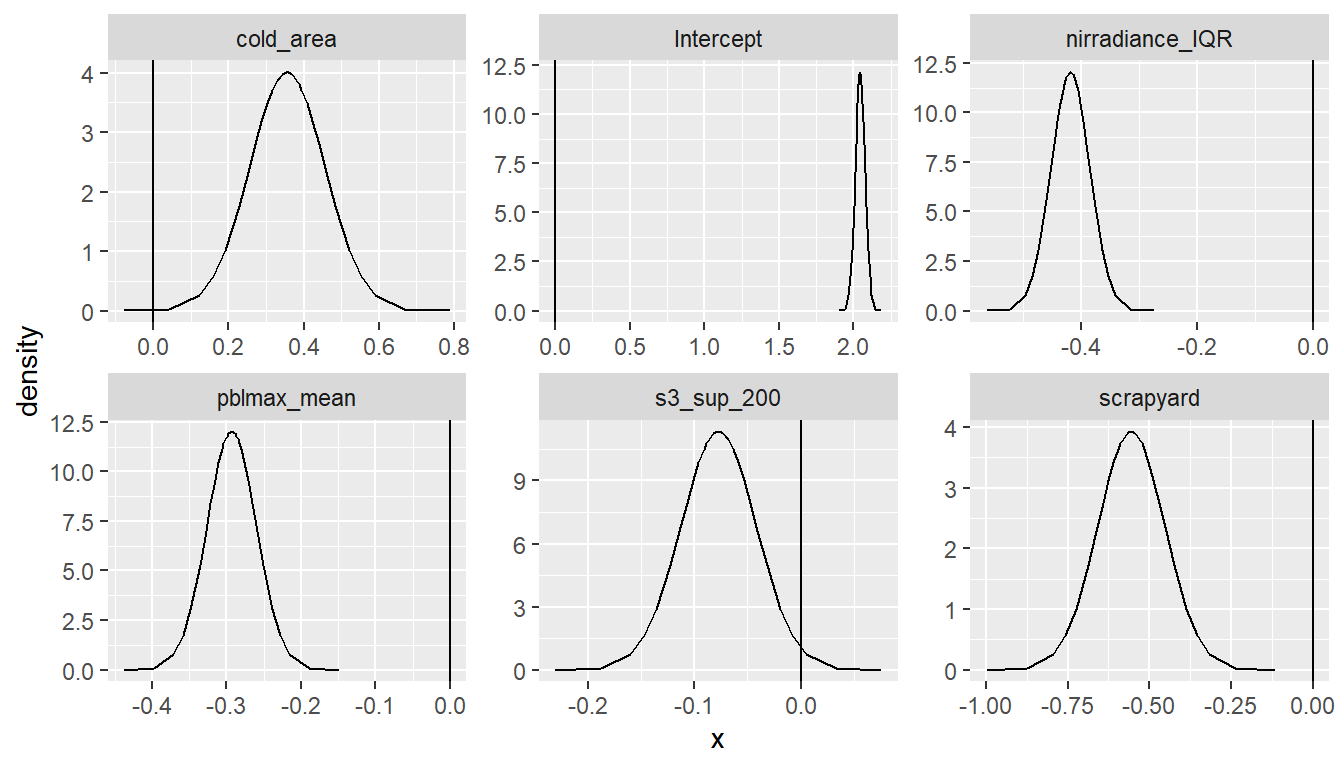 cold_area
Intercept
nirradiance_IQR
4
3
2
1
0
0.0 0.2 0.4 0.6 0.8
12.5
10.0
7.5
5.0
2.5
0.0
0.0 0.5 1.0 1.5 2.0
12.5
10.0
7.5
5.0
2.5
0.0
-0.4 -0.2 0.0
density
pblmax_mean
s3_sup_200
scrapyard
12.5
10.0
7.5
5.0
2.5
0.0
-0.4 -0.3 -0.2 -0.1 0.0
9
6
3
0
-0.2 -0.1 0.0
4
3
2
1
0
-1.00 -0.75 -0.50 -0.25 0.00
x